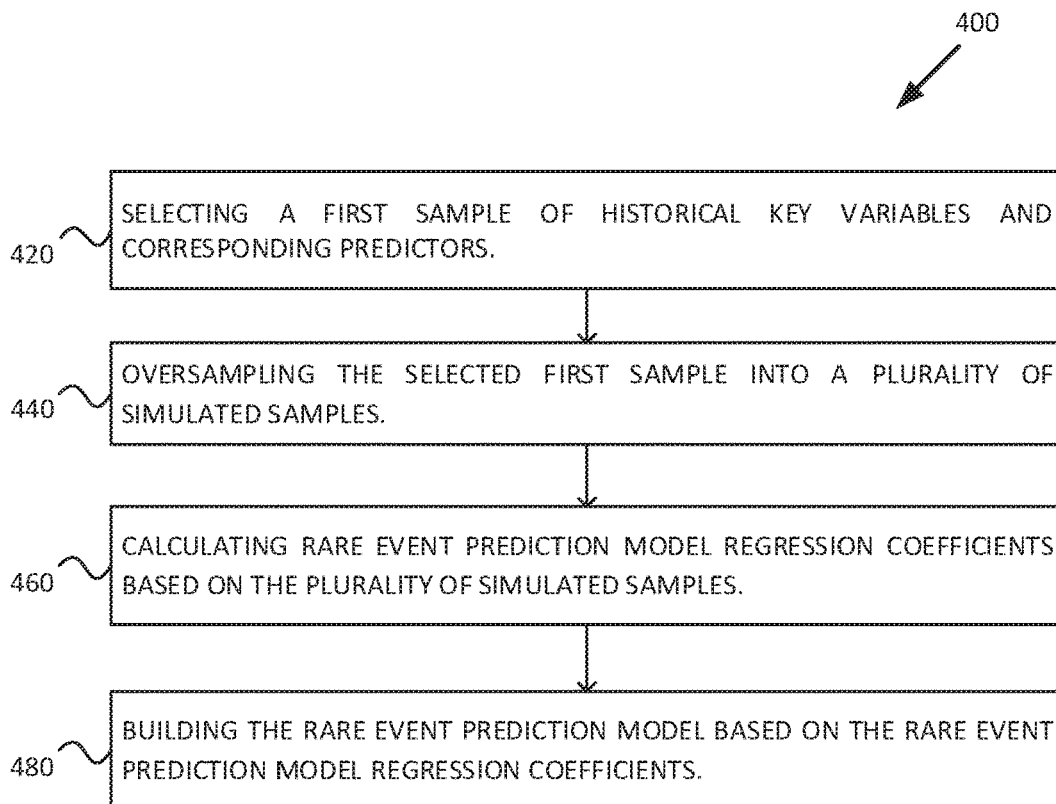 400
420
SELECTING A FIRST SAMPLE OF HISTORICAL KEY VARIABLES AND
CORRESPONDING PREDICTORS.
440
OVERSAMPLING THE SELECTED FIRST SAMPLE INTO A PLURALITY OF
SIMULATED SAMPLES.
460
CALCULATING RARE EVENT PREDICTION MODEL REGRESSION COEFFICIENTS
BASED ON THE PLURALITY OF SIMULATED SAMPLES.
480
BUILDING THE RARE EVENT PREDICTION MODEL BASED ON THE RARE EVENT
PREDICTION MODEL REGRESSION COEFFICIENTS.